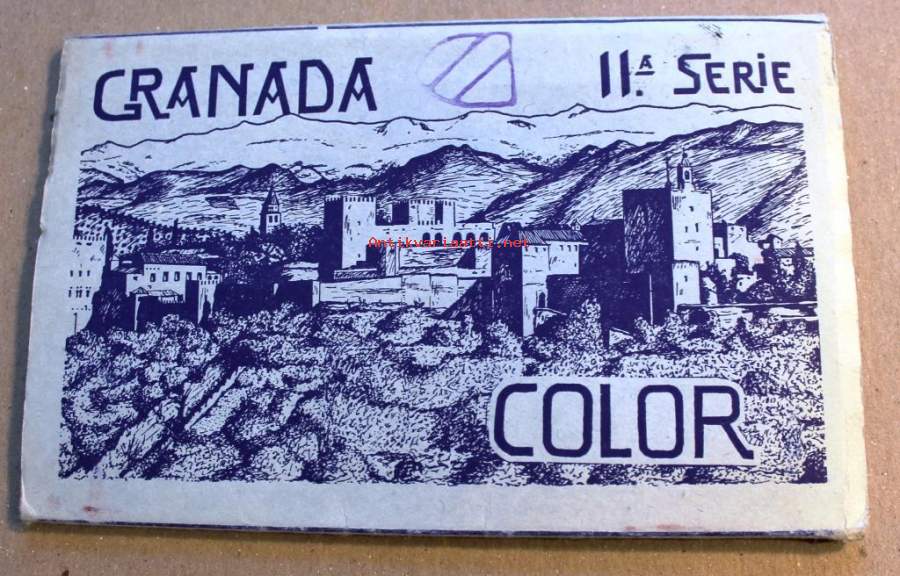 GRANADA
11.ª SERIE
Antikvariaatti.net
COLOR